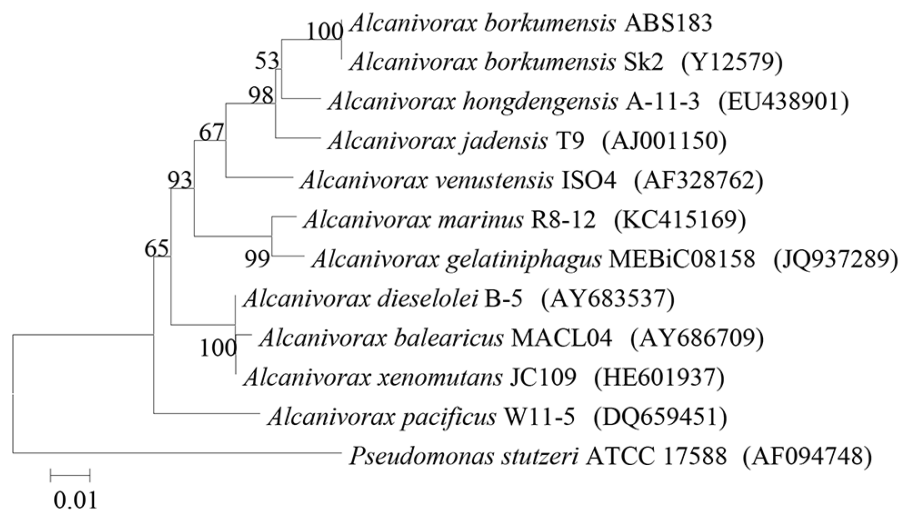 100 Alcanivorax borkumensis ABS183
Alcanivorax borkumensis Sk2 (Y12579)
53
98 Alcanivorax hongdengensis A-11-3 (EU438901)
67 Alcanivorax jadensis T9 (AJ001150)
93 Alcanivorax venustensis ISO4 (AF328762)
Alcanivorax marinus R8-12 (KC415169)
65
99 Alcanivorax gelatiniphagus MEBiC08158 (JQ937289)
Alcanivorax dieselolei B-5 (AY683537)
Alcanivorax balearicus MACL04 (AY686709)
100
Alcanivorax xenomutans JC109 (HE601937)
Alcanivorax pacificus W11-5 (DQ659451)
Pseudomonas stutzeri ATCC 17588 (AF094748)
0.01